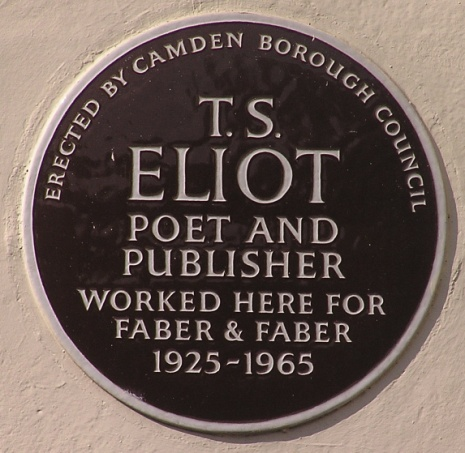 ERECTED BY CAMDEN BOROUGH COUNCIL
T. S.
ELIOT
POET AND
PUBLISHER
WORKED HERE FOR
FABER & FABER
1925-1965